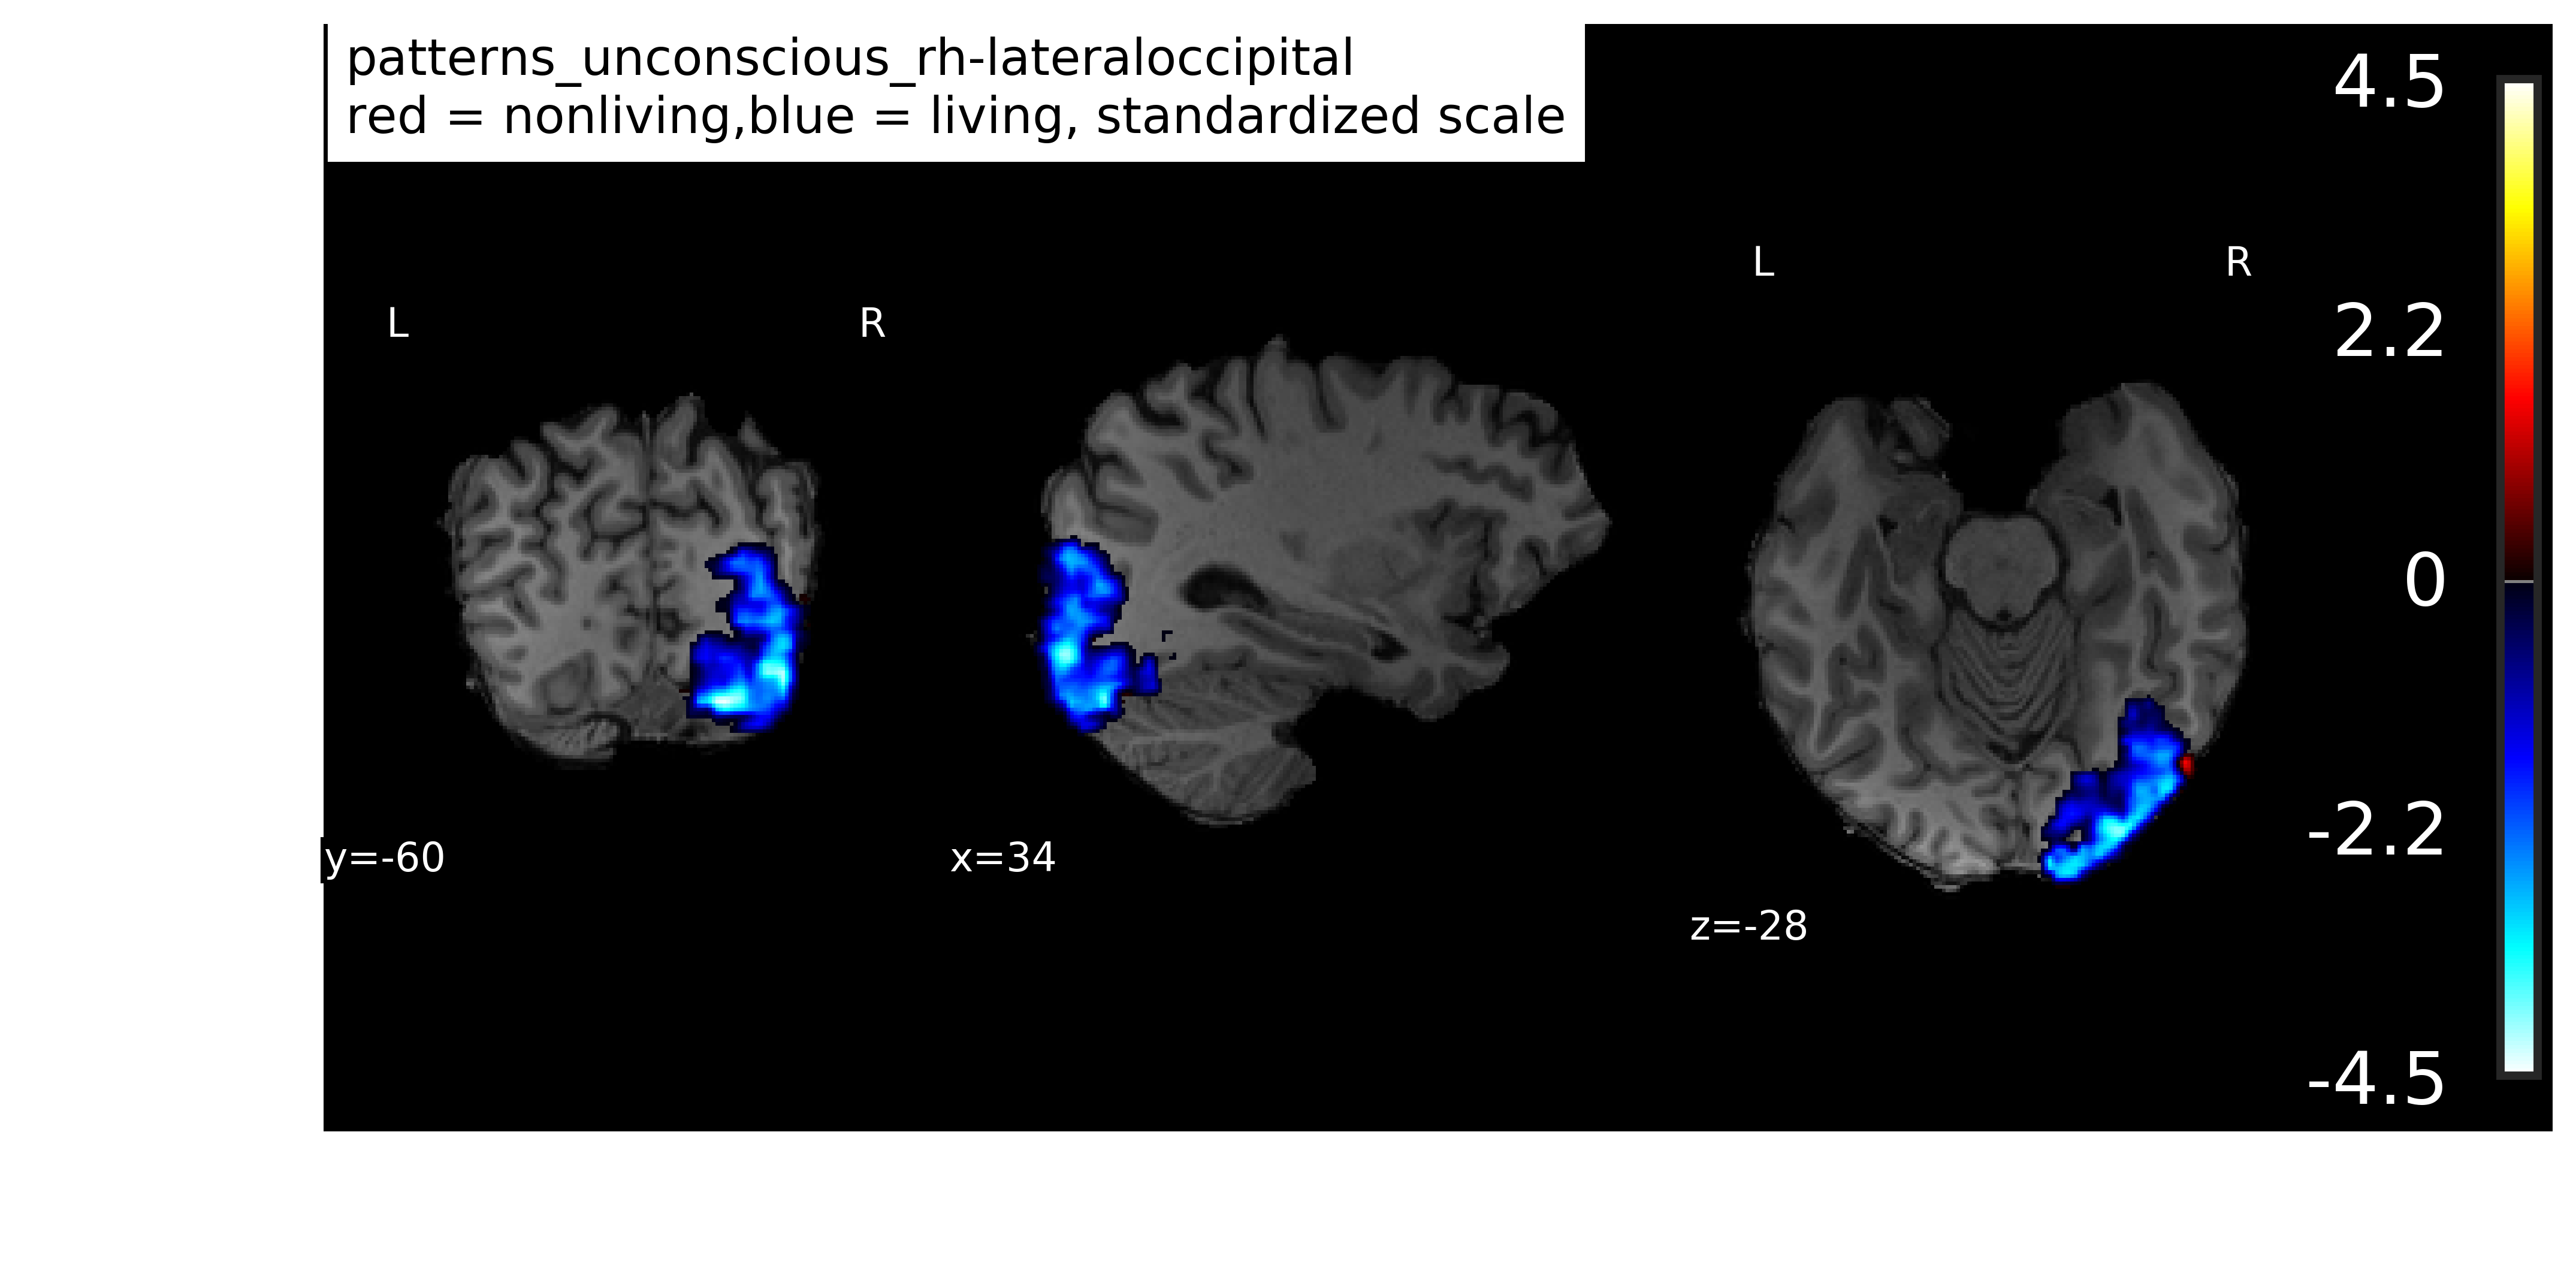 patterns_unconscious_rh-lateraloccipital
red = nonliving,blue = living, standardized scale
4.5
L R
2.2
L R
0
-2.2
y=-60
x=34
z=-28
-4.5